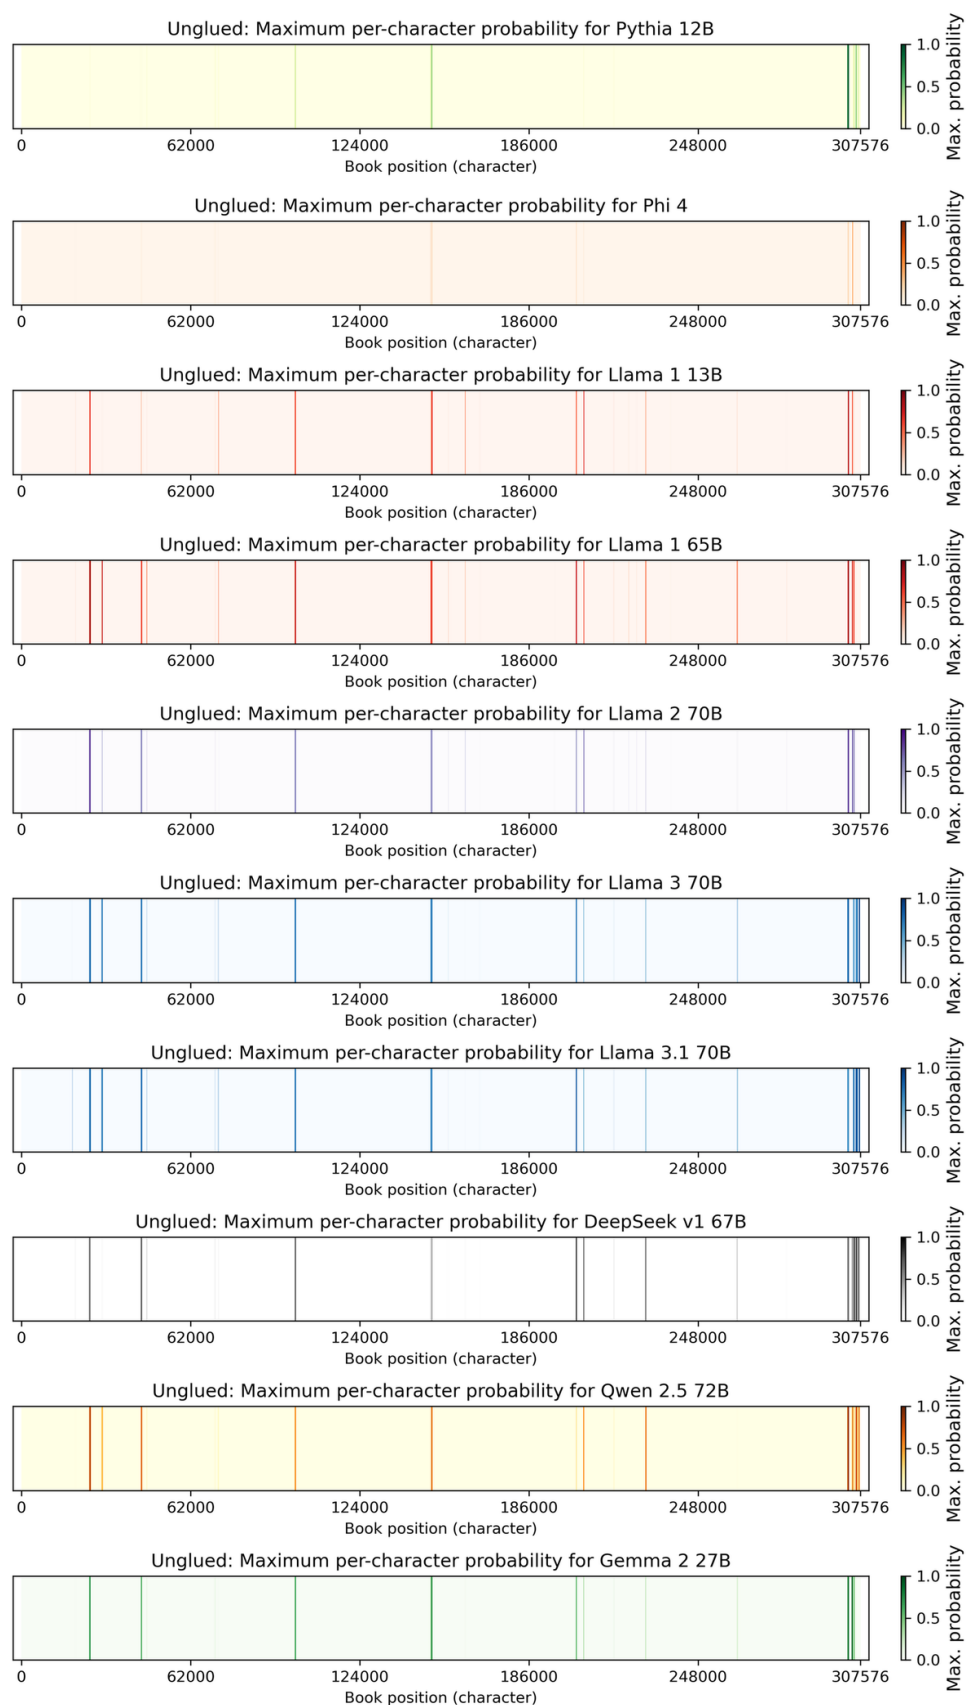 Unglued: Maximum per-character probability for Pythia 12B
1.0
0.5
0.0
Max. probability
0 62000 124000 186000 248000 307576
Book position (character)
Unglued: Maximum per-character probability for Phi 4
1.0
0.5
0.0
Max. probability
0 62000 124000 186000 248000 307576
Book position (character)
Unglued: Maximum per-character probability for Llama 1 13B
1.0
0.5
0.0
Max. probability
0 62000 124000 186000 248000 307576
Book position (character)
Unglued: Maximum per-character probability for Llama 1 65B
1.0
0.5
0.0
Max. probability
0 62000 124000 186000 248000 307576
Book position (character)
Unglued: Maximum per-character probability for Llama 2 70B
1.0
0.5
0.0
Max. probability
0 62000 124000 186000 248000 307576
Book position (character)
Unglued: Maximum per-character probability for Llama 3 70B
1.0
0.5
0.0
Max. probability
0 62000 124000 186000 248000 307576
Book position (character)
Unglued: Maximum per-character probability for Llama 3.1 70B
1.0
0.5
0.0
Max. probability
0 62000 124000 186000 248000 307576
Book position (character)
Unglued: Maximum per-character probability for DeepSeek v1 67B
1.0
0.5
0.0
Max. probability
0 62000 124000 186000 248000 307576
Book position (character)
Unglued: Maximum per-character probability for Qwen 2.5 72B
1.0
0.5
0.0
Max. probability
0 62000 124000 186000 248000 307576
Book position (character)
Unglued: Maximum per-character probability for Gemma 2 27B
1.0
0.5
0.0
Max. probability
0 62000 124000 186000 248000 307576
Book position (character)